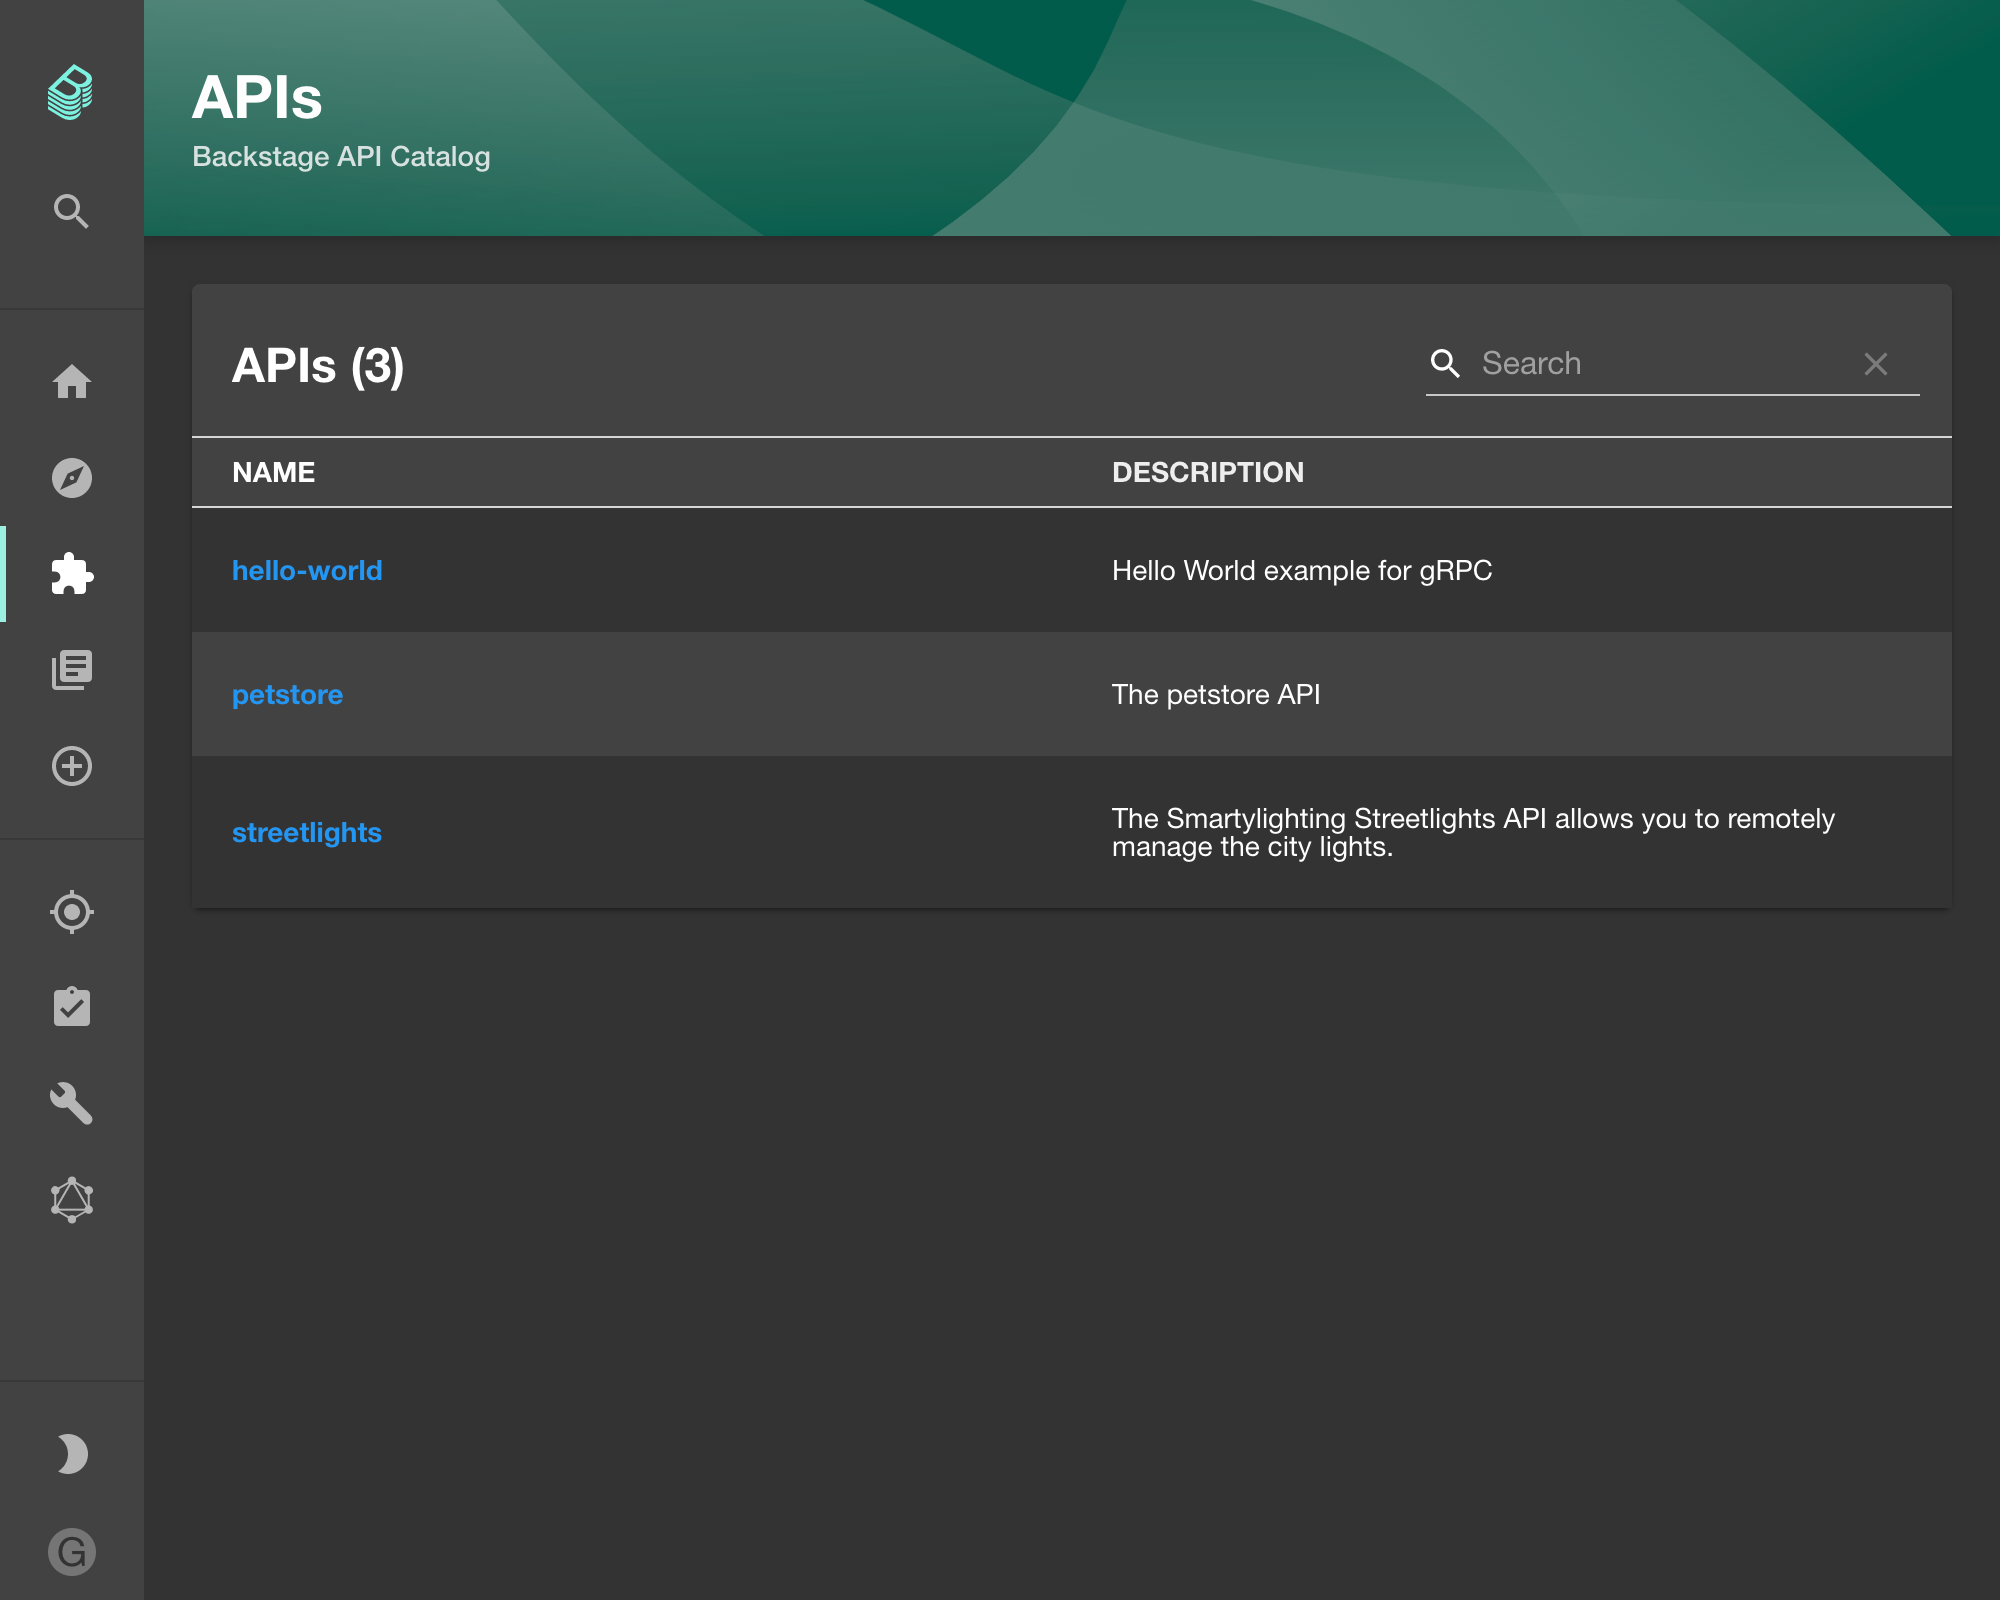 APIs
Backstage API Catalog
APIs (3)
Search
NAME
DESCRIPTION
hello-world
Hello World example for gRPC
petstore
The petstore API
streetlights
The Smartylighting Streetlights API allows you to remotely
manage the city lights.
G